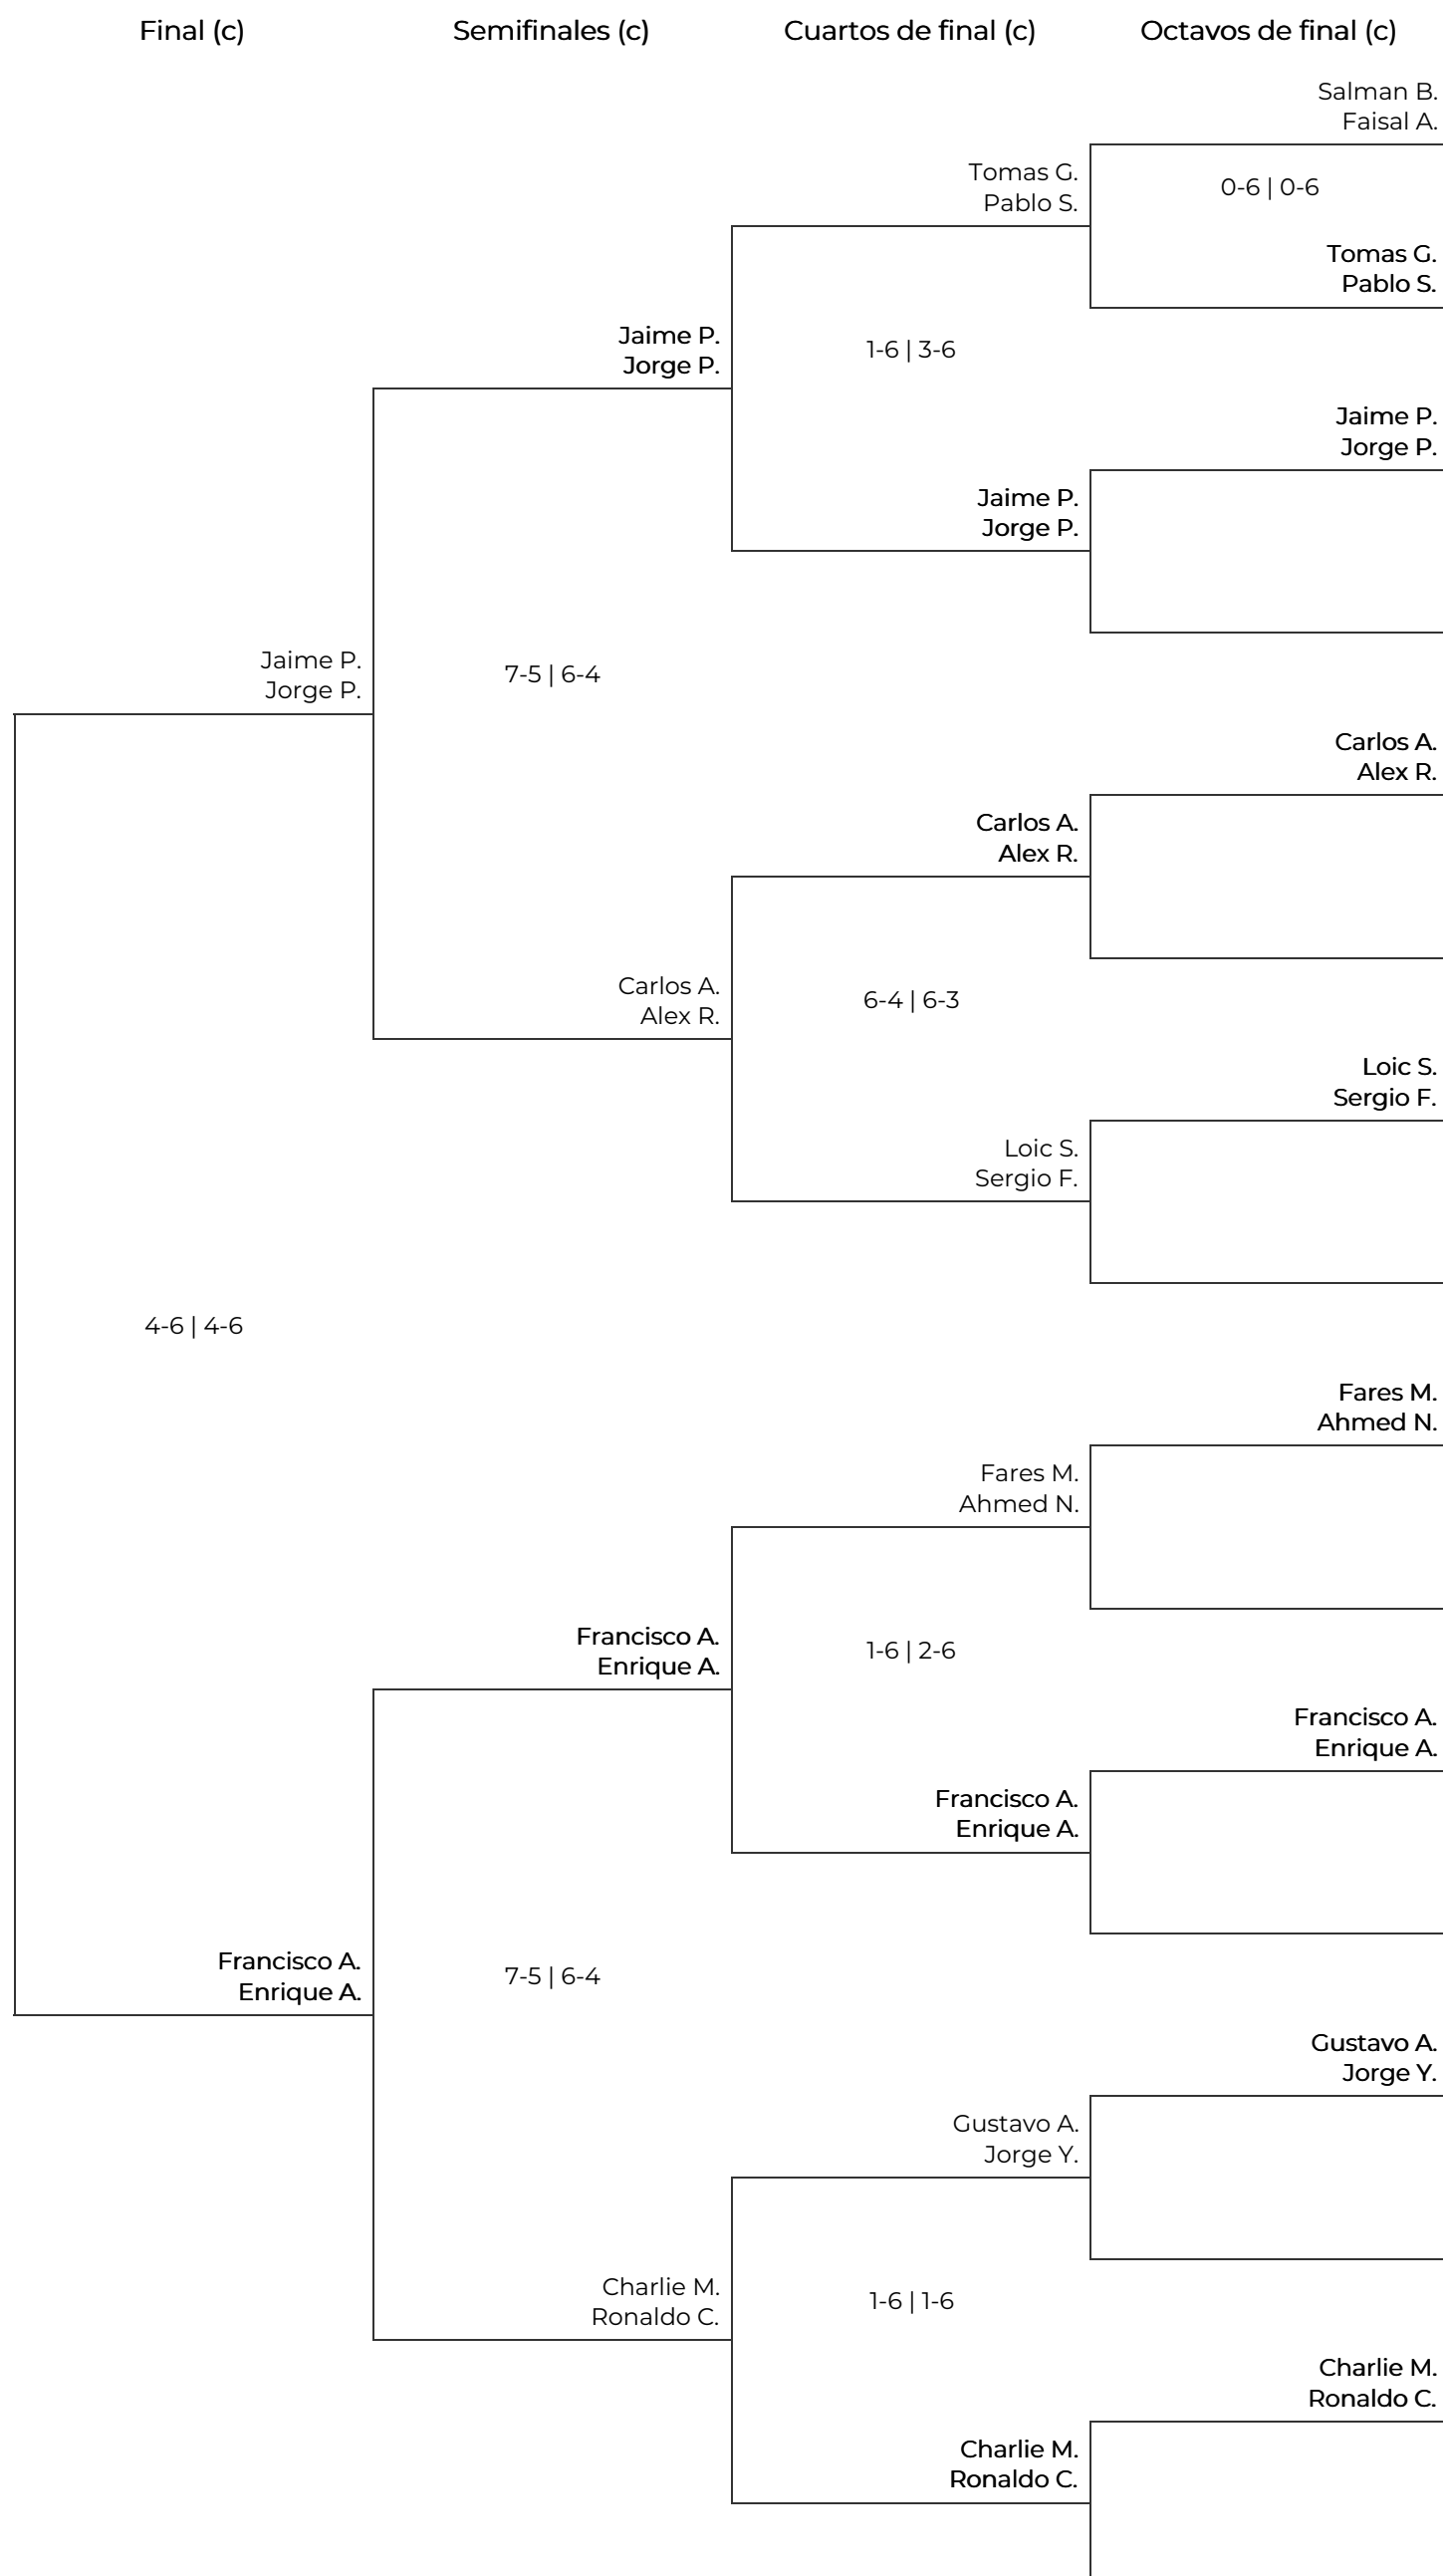 Final (c)
Semifinales (c)
Cuartos de final (c)
Octavos de final (c)
Salman B.
Faisal A.
Tomas G.
Pablo S.
0-6 | 0-6
Tomas G.
Pablo S.
Jaime P.
Jorge P.
1-6 | 3-6
Jaime P.
Jorge P.
Jaime P.
Jorge P.
Jaime P.
Jorge P.
7-5 | 6-4
Carlos A.
Alex R.
Carlos A.
Alex R.
Carlos A.
Alex R.
6-4 | 6-3
Loic S.
Sergio F.
Loic S.
Sergio F.
4-6 | 4-6
Fares M.
Ahmed N.
Fares M.
Ahmed N.
Francisco A.
Enrique A.
1-6 | 2-6
Francisco A.
Enrique A.
Francisco A.
Enrique A.
Francisco A.
Enrique A.
7-5 | 6-4
Gustavo A.
Jorge Y.
Gustavo A.
Jorge Y.
Charlie M.
Ronaldo C.
1-6 | 1-6
Charlie M.
Ronaldo C.
Charlie M.
Ronaldo C.